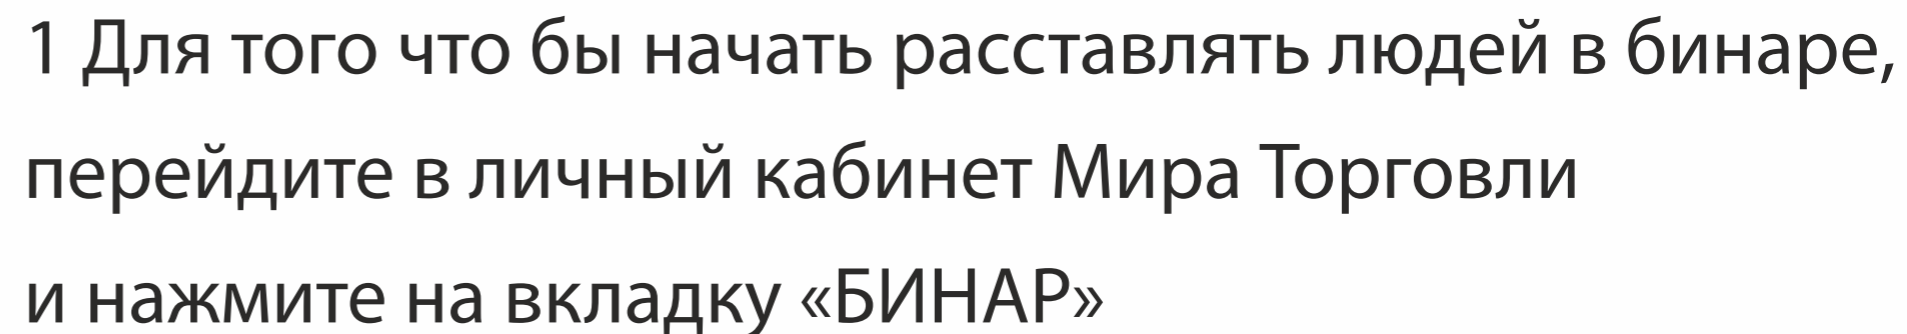 1 Для того что бы начать расставлять людей в бинаре,
перейдите в личный кабинет Мира Торговли
и нажмите на вкладку «БИНАР»